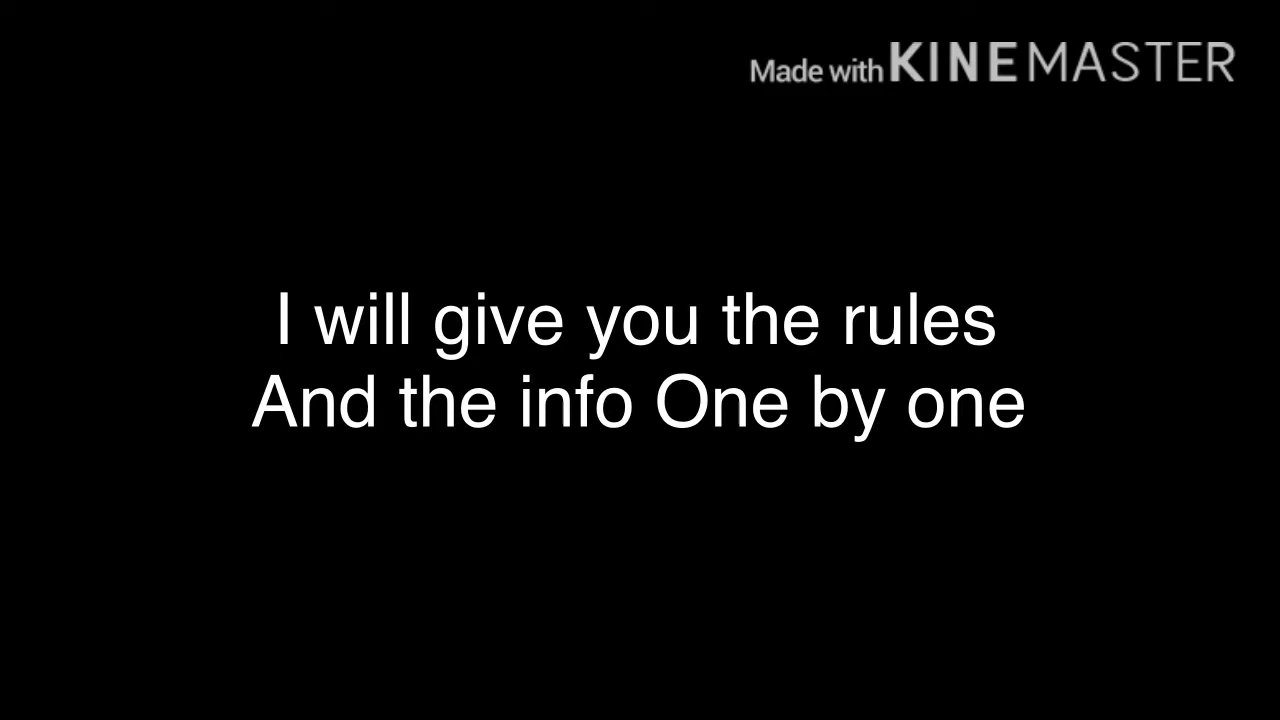 Made with KINEMASTER
I will give you the rules
And the info One by one